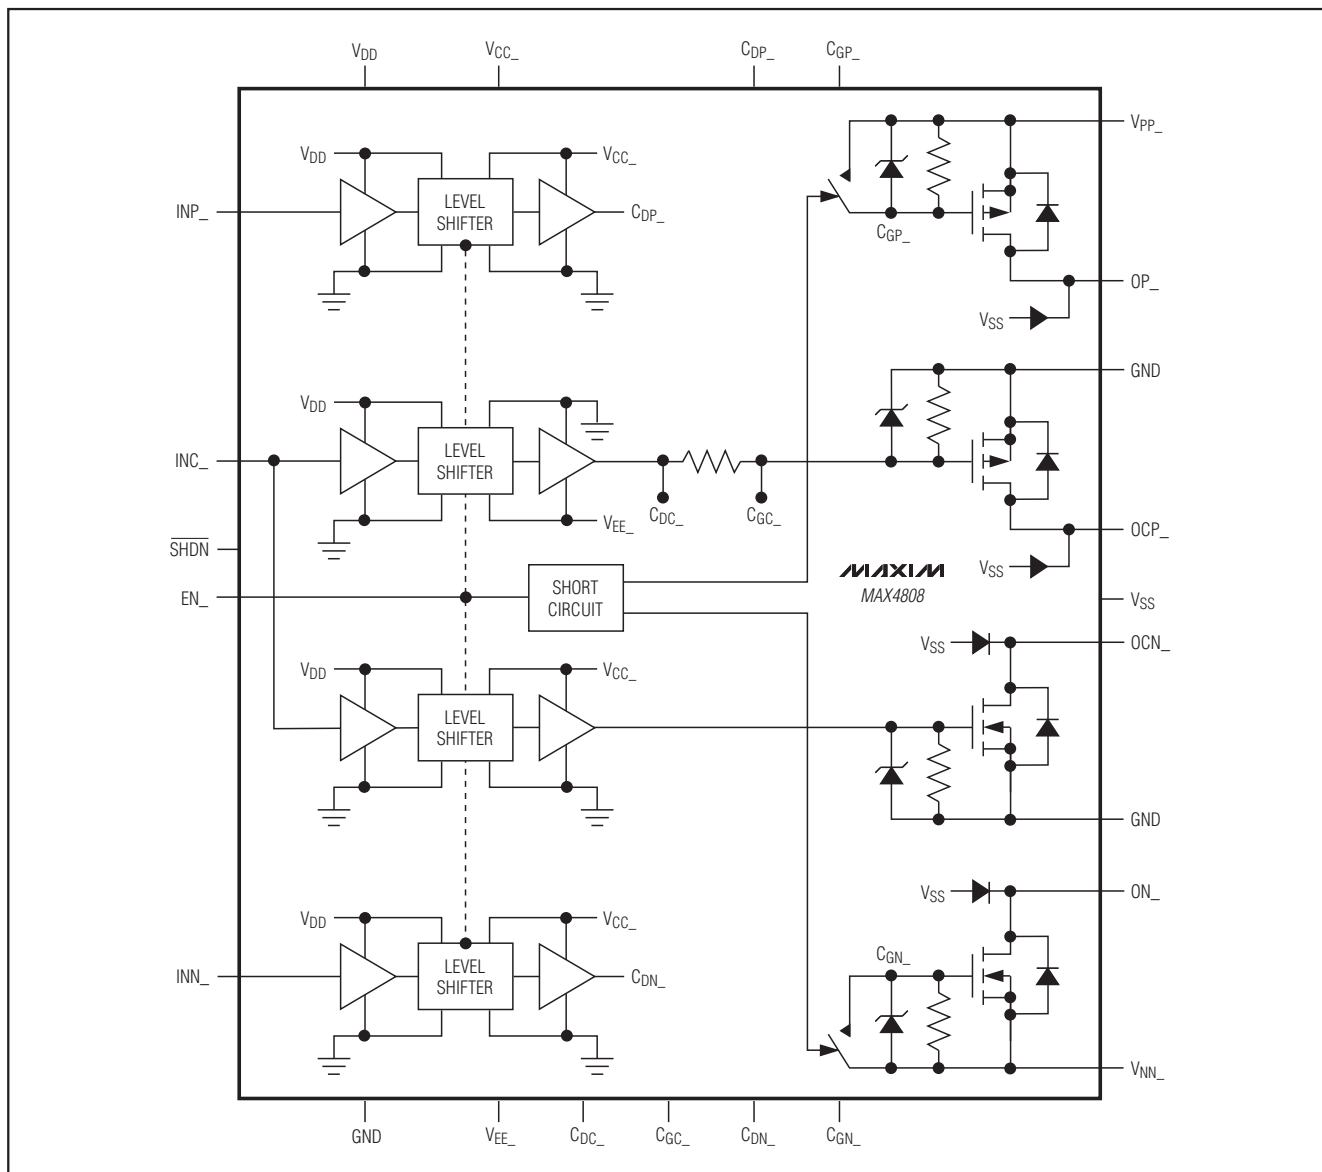 VDD
VCC_
CDP_
CGP_
VPP_
VDD
VCC_
INP_
LEVEL
SHIFTER
CDP_
CGP_
OP_
VSS
GND
VDD
INC_
LEVEL
SHIFTER
CDC_
CGC_
VEE_
OCP_
SHDN
VSS
MAXIM
MAX4808
EN_
SHORT
CIRCUIT
VSS
VSS
OCN_
VDD
VCC_
LEVEL
SHIFTER
GND
VSS
ON_
VDD
VCC_
CGN_
INN_
LEVEL
SHIFTER
CDN_
VNN_
GND
VEE_
CDC_
CGC_
CDN_
CGN_